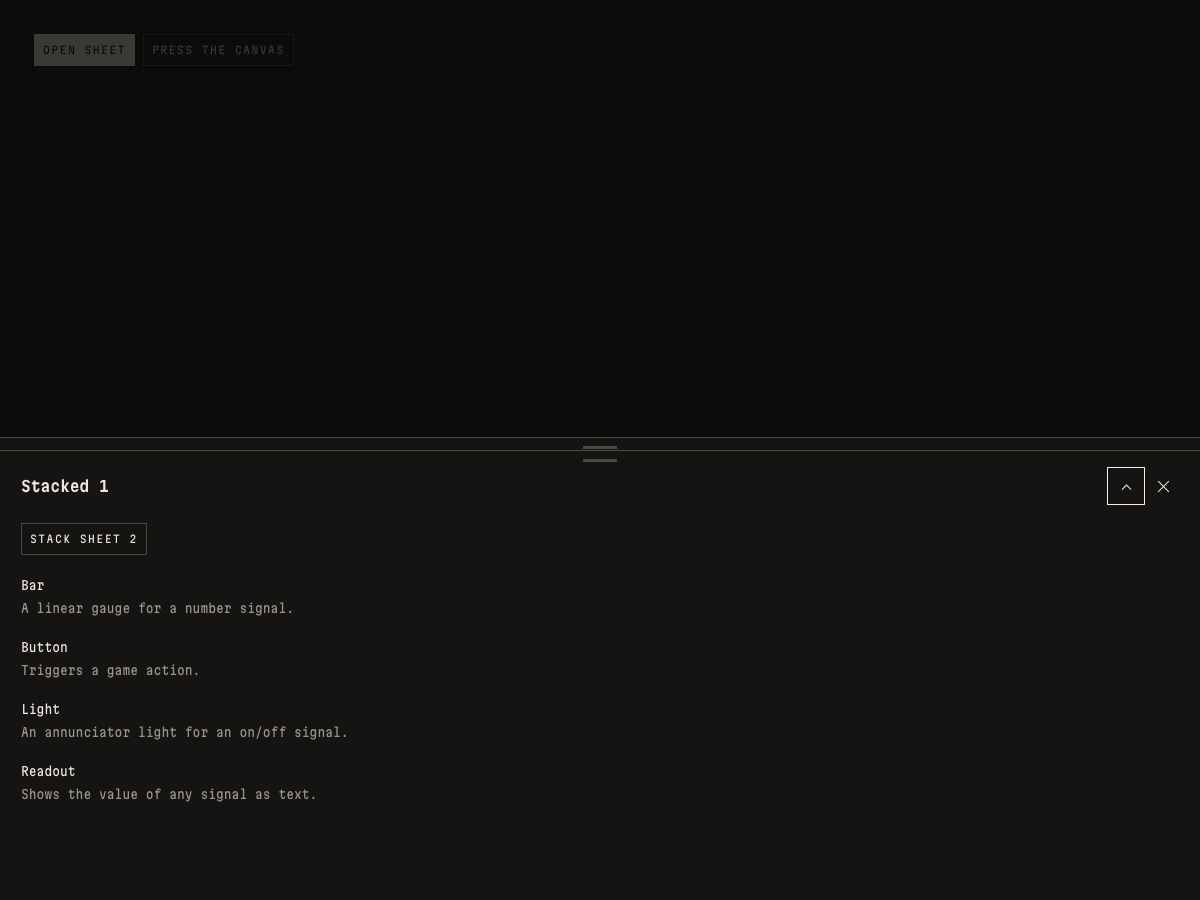 OPEN SHEET
PRESS THE CANVAS
Stacked 1
STACK SHEET 2
Bar
A linear gauge for a number signal.
Button
Triggers a game action.
Light
An annunciator light for an on/off signal.
Readout
Shows the value of any signal as text.